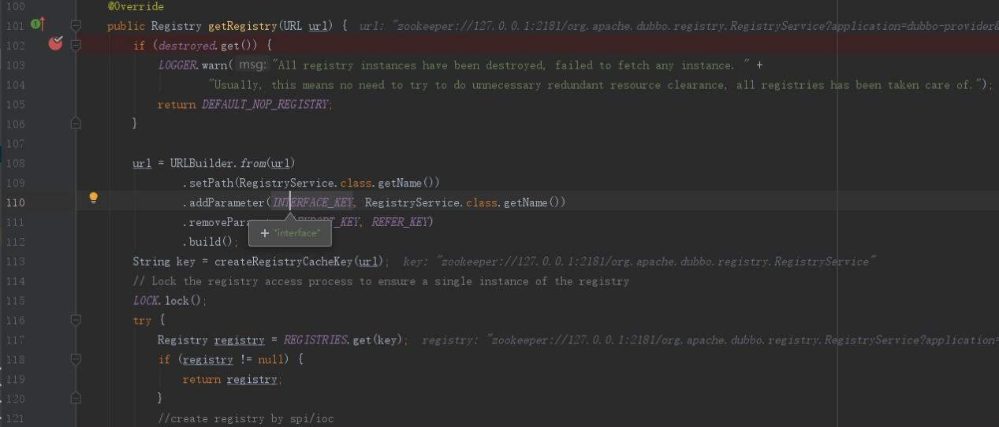 100 @Override
101 public Registry getRegistry(URL url) { url: "zookeeper://127.0.0.1:2181/org.apache.dubbo.registry.RegistryService?application=dubbo-provider&
102 if (destroyed.get()) {
103 LOGGER.warn( msg: "All registry instances have been destroyed, failed to fetch any instance. " +
104 "Usually, this means no need to try to do unnecessary redundant resource clearance, all registries has been taken care of.");
105 return DEFAULT_NOP_REGISTRY;
106 }
107
108 url = URLBuilder.from(url)
109 .setPath(RegistryService.class.getName())
110 .addParameter(INTERFACE_KEY, RegistryService.class.getName())
111 .removePara KEY, REFER_KEY)
+ "interface"
112 .build();
113 String key = createRegistryCacheKey(url); key: "zookeeper://127.0.0.1:2181/org.apache.dubbo.registry.RegistryService"
114 // Lock the registry access process to ensure a single instance of the registry
115 LOCK.lock();
116 try {
117 Registry registry = REGISTRIES.get(key); registry: "zookeeper://127.0.0.1:2181/org.apache.dubbo.registry.RegistryService?application=
118 if (registry != null) {
119 return registry;
120 }
121 //create registry by spi/ioc